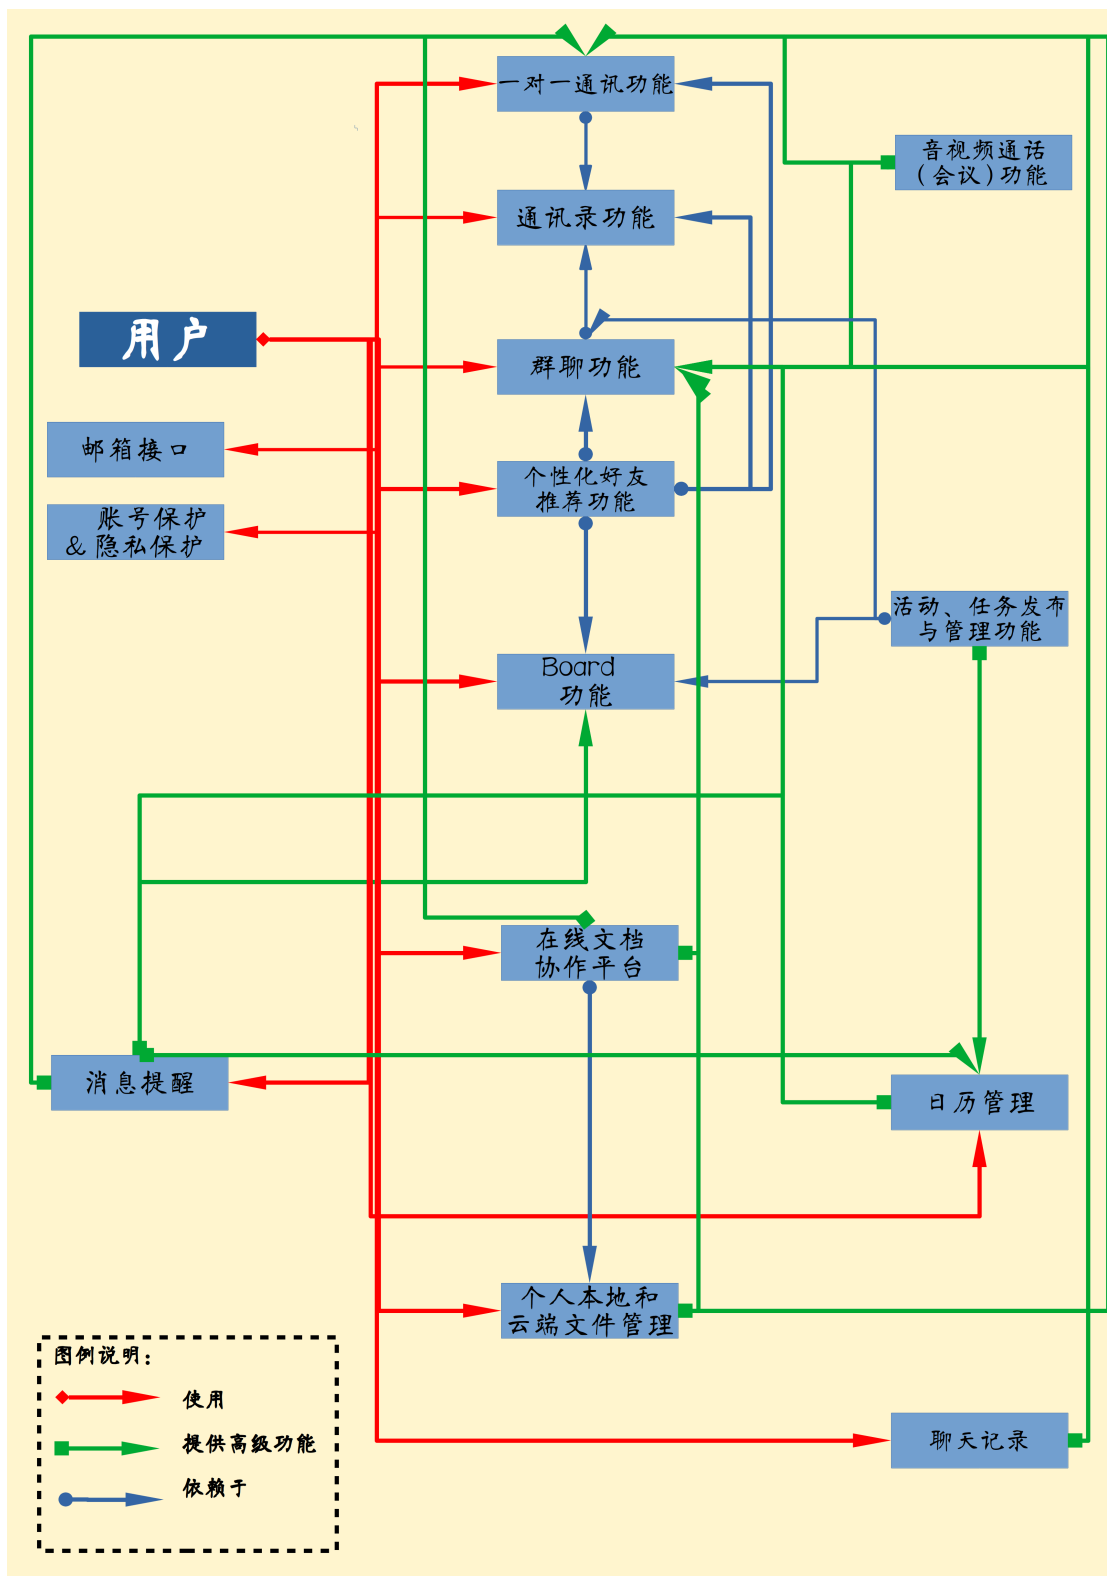 一对一通讯功能
音视频通话
(会议)功能
通讯录功能
用户
群聊功能
邮箱接口
个性化好友
推荐功能
账号保护
&隐私保护
活动、任务发布
与管理功能
Board
功能
在线文档
协作平台
消息提醒
日历管理
个人本地和
云端文件管理
图例说明:
使用
提供高级功能
依赖于
聊天记录